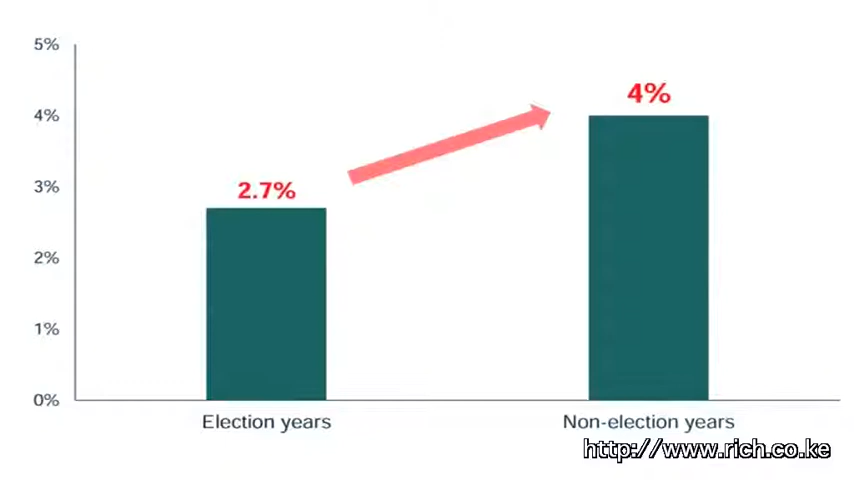 5%
4%
4%
2.7%
3%
2%
1%
0%
Election years
Non-election years
http://www.rich.co.ke